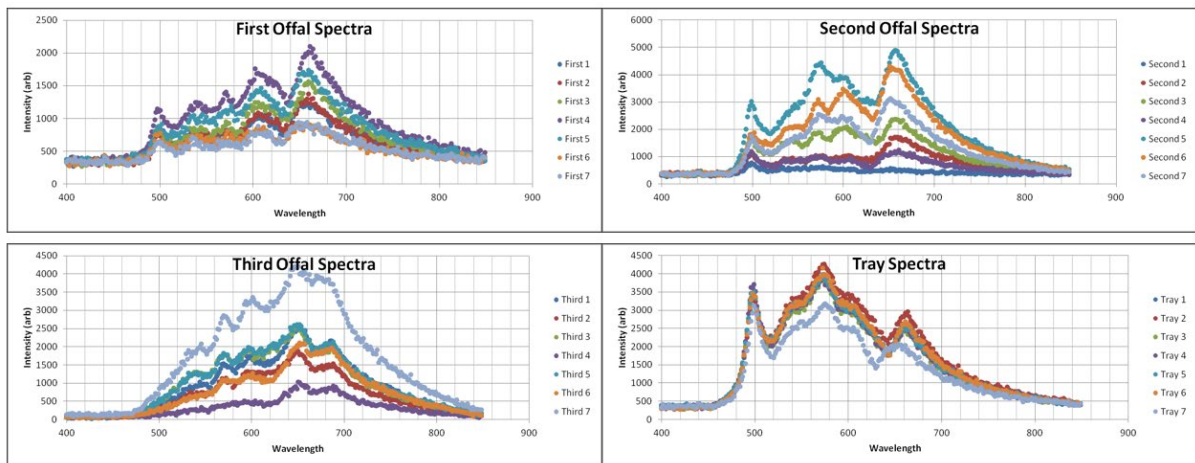 First Offal Spectra
2500
2000
1500
1000
500
0
400 500 600 700 800 900
Intensity (arb)
Wavelength
First 1
First 2
First 3
First 4
First 5
First 6
First 7
Second Offal Spectra
6000
5000
4000
3000
2000
1000
0
400 500 600 700 800 900
Intensity (arb)
Wavelength
Second 1
Second 2
Second 3
Second 4
Second 5
Second 6
Second 7
Third Offal Spectra
4500
4000
3500
3000
2500
2000
1500
1000
500
0
400 500 600 700 800 900
Intensity (arb)
Wavelength
Third 1
Third 2
Third 3
Third 4
Third 5
Third 6
Third 7
Tray Spectra
4500
4000
3500
3000
2500
2000
1500
1000
500
0
400 500 600 700 800 900
Intensity (arb)
Wavelength
Tray 1
Tray 2
Tray 3
Tray 4
Tray 5
Tray 6
Tray 7